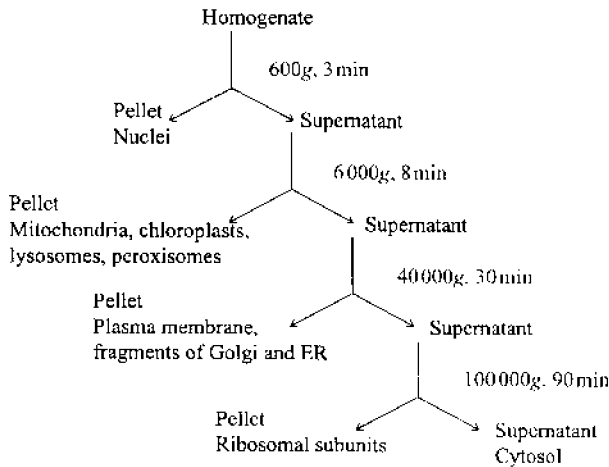 Homogenate
600g, 3 min
Pellet
Nuclei
Supernatant
6000g, 8 min
Pellet
Mitochondria, chloroplasts,
lysosomes, peroxisomes
Supernatant
40000g, 30 min
Pellet
Plasma membrane,
fragments of Golgi and ER
Supernatant
100000g, 90 min
Pellet
Ribosomal subunits
Supernatant
Cytosol